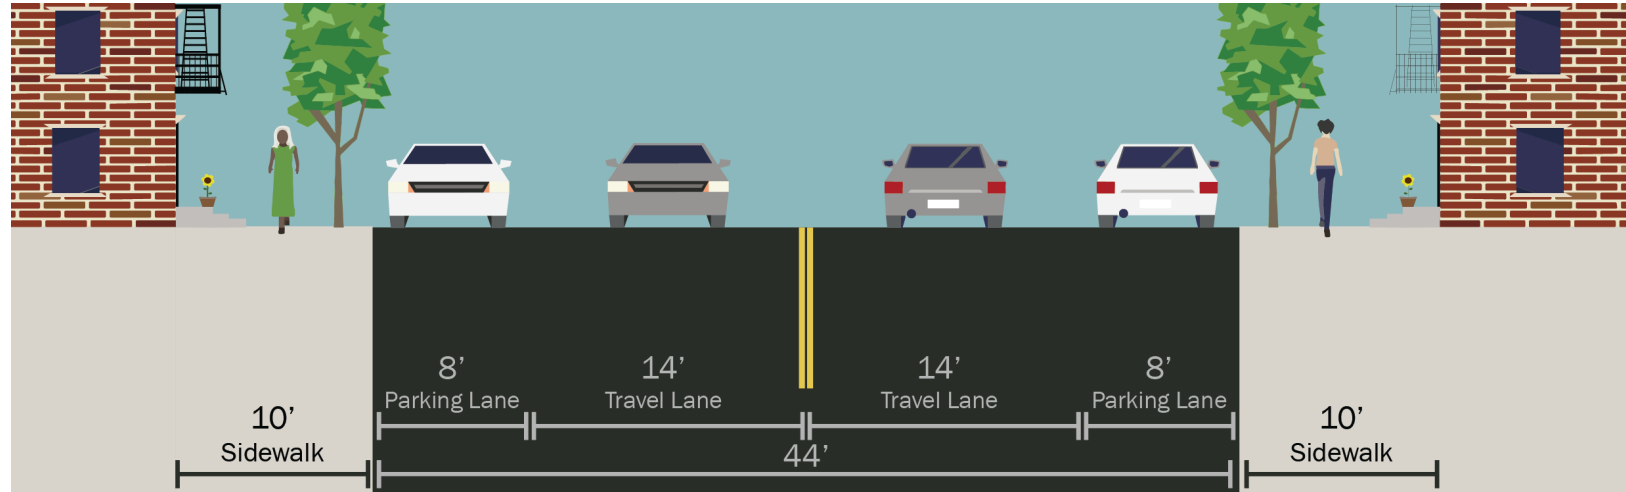 8’
Parking Lane
14’
Travel Lane
14’
Travel Lane
8’
Parking Lane
10’
Sidewalk
44’
10’
Sidewalk